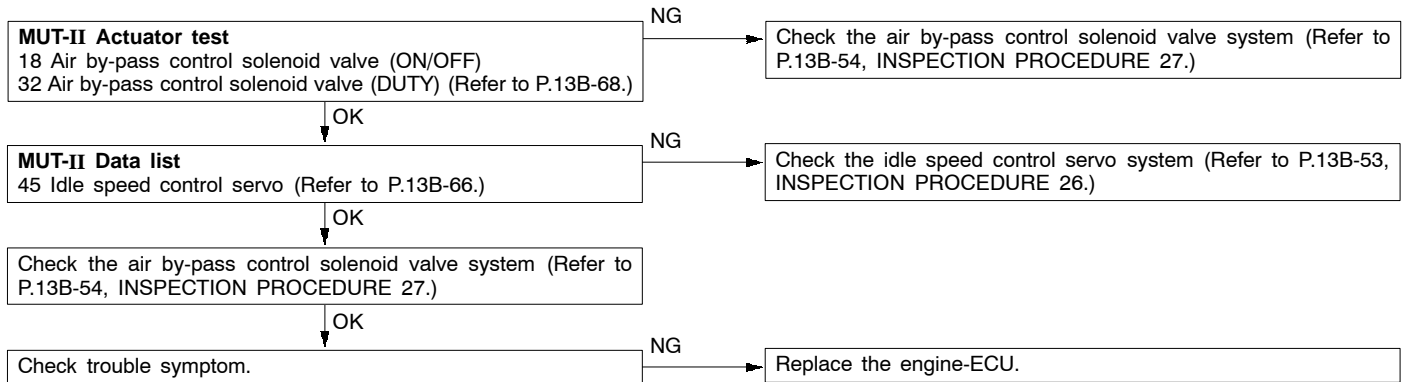 MUT-II Actuator test
18 Air by-pass control solenoid valve (ON/OFF)
32 Air by-pass control solenoid valve (DUTY) (Refer to P.13B-68.)
NG
Check the air by-pass control solenoid valve system (Refer to
P.13B-54, INSPECTION PROCEDURE 27.)
OK
MUT-II Data list
45 Idle speed control servo (Refer to P.13B-66.)
NG
Check the idle speed control servo system (Refer to P.13B-53,
INSPECTION PROCEDURE 26.)
OK
Check the air by-pass control solenoid valve system (Refer to
P.13B-54, INSPECTION PROCEDURE 27.)
OK
Check trouble symptom.
NG
Replace the engine-ECU.